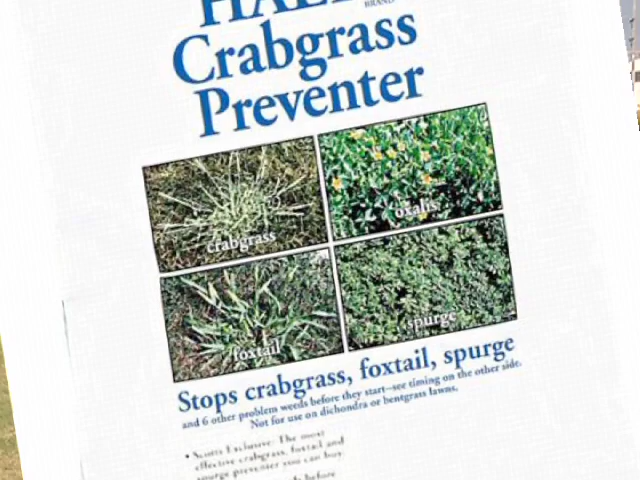 BRAND
Crabgrass
Preventer
crabgrass
oxalis
foxtail
spurge
Stops crabgrass, foxtail, spurge
and 6 other problem weeds before they start—see timing on the other side.
Not for use on dichondra or bentgrass lawns.
• Scotts Exclusive: The most
effective crabgrass, foxtail and
spurge preventer you can buy.
before